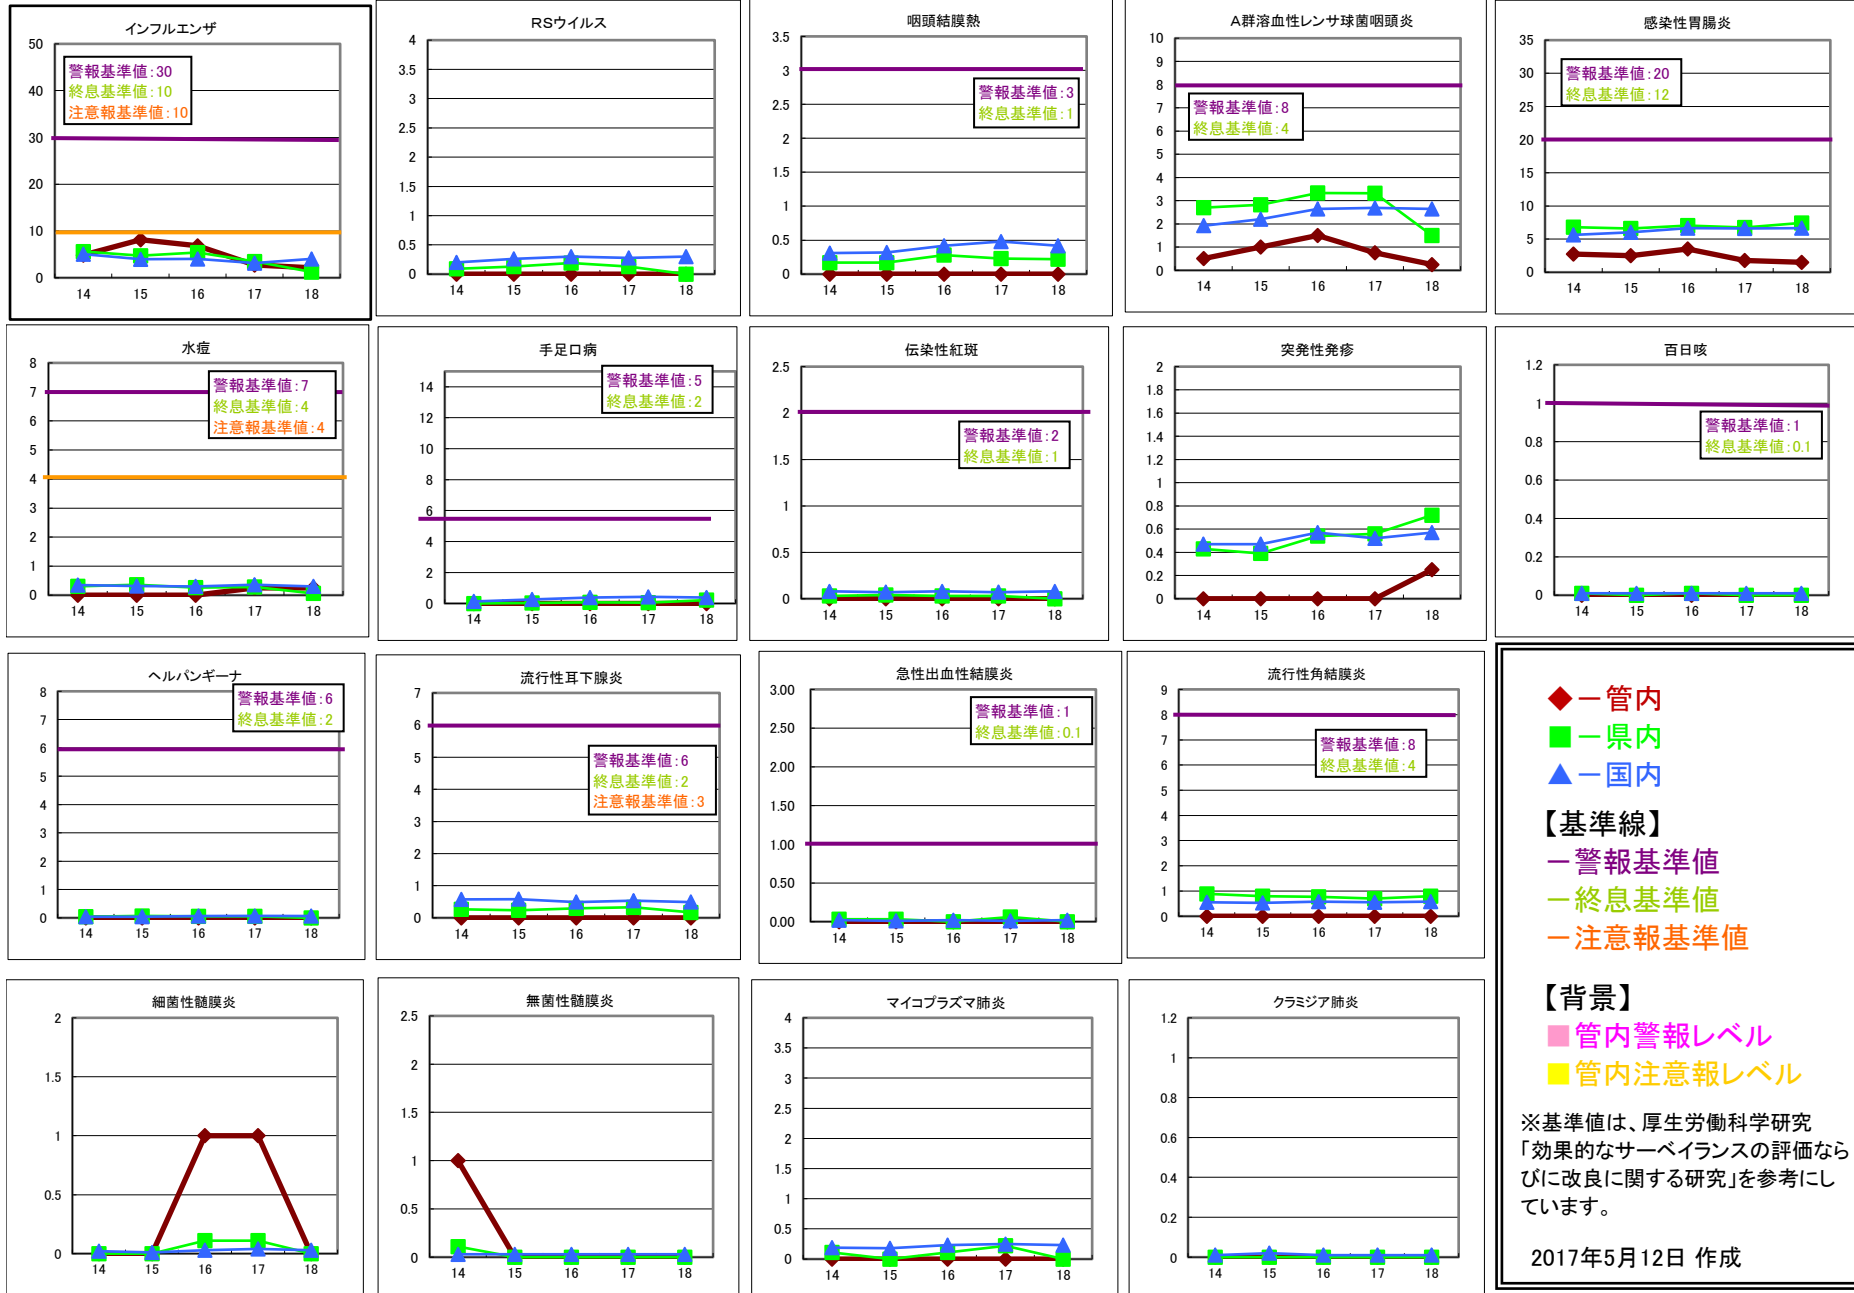 インフルエンザ
50
40
30
20
10
0
警報基準値:30
終息基準値:10
注意報基準値:10
14 15 16 17 18
RSウイルス
4
3.5
3
2.5
2
1.5
1
0.5
0
14 15 16 17 18
咽頭結膜熱
3.5
3
2.5
2
1.5
1
0.5
0
警報基準値:3
終息基準値:1
14 15 16 17 18
A群溶血性レンサ球菌咽頭炎
10
9
8
7
6
5
4
3
2
1
0
警報基準値:8
終息基準値:4
14 15 16 17 18
感染性胃腸炎
35
30
25
20
15
10
5
0
警報基準値:20
終息基準値:12
14 15 16 17 18
水痘
8
7
6
5
4
3
2
1
0
警報基準値:7
終息基準値:4
注意報基準値:4
14 15 16 17 18
手足口病
14
12
10
8
6
4
2
0
警報基準値:5
終息基準値:2
14 15 16 17 18
伝染性紅斑
2.5
2
1.5
1
0.5
0
警報基準値:2
終息基準値:1
14 15 16 17 18
突発性発疹
2
1.8
1.6
1.4
1.2
1
0.8
0.6
0.4
0.2
0
14 15 16 17 18
百日咳
1.2
1
0.8
0.6
0.4
0.2
0
警報基準値:1
終息基準値:0.1
14 15 16 17 18
ヘルパンギーナ
8
7
6
5
4
3
2
1
0
警報基準値:6
終息基準値:2
14 15 16 17 18
流行性耳下腺炎
7
6
5
4
3
2
1
0
警報基準値:6
終息基準値:2
注意報基準値:3
14 15 16 17 18
急性出血性結膜炎
3.00
2.50
2.00
1.50
1.00
0.50
0.00
警報基準値:1
終息基準値:0.1
14 15 16 17 18
流行性角結膜炎
9
8
7
6
5
4
3
2
1
0
警報基準値:8
終息基準値:4
14 15 16 17 18
細菌性髄膜炎
2
1.5
1
0.5
0
14 15 16 17 18
無菌性髄膜炎
2.5
2
1.5
1
0.5
0
14 15 16 17 18
マイコプラズマ肺炎
4
3.5
3
2.5
2
1.5
1
0.5
0
14 15 16 17 18
クラミジア肺炎
1.2
1
0.8
0.6
0.4
0.2
0
14 15 16 17 18
◆ー管内
■ー県内
▲ー国内
【基準線】
ー警報基準値
ー終息基準値
ー注意報基準値
【背景】
■管内警報レベル
■管内注意報レベル
※基準値は、厚生労働科学研究
「効果的なサーベイランスの評価なら
びに改良に関する研究」を参考にし
ています。
2017年5月12日 作成